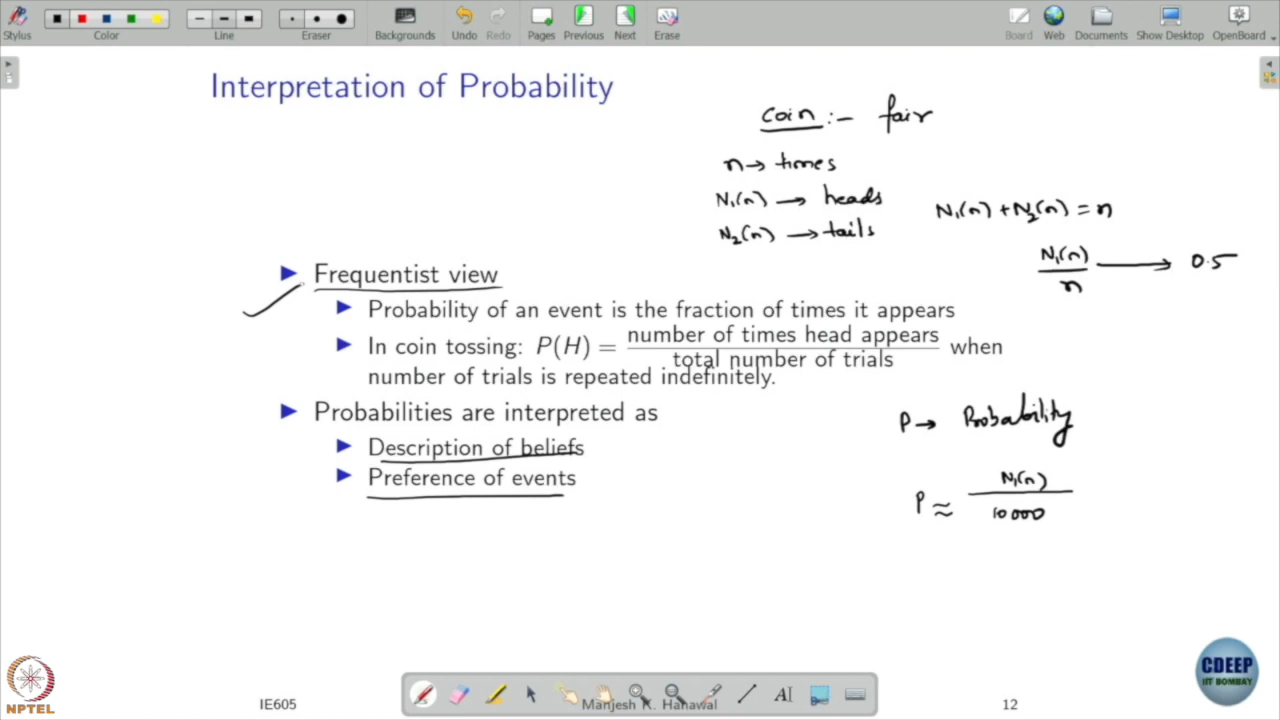 Stylus
Color
Line
Eraser
Backgrounds
Undo
Redo
Pages
Previous
Next
Erase
Board
Web
Documents
Show Desktop
OpenBoard
Interpretation of Probability
coin :- fair
n → times
N₁(n) → heads
N₂(n) → tails
N₁(n) + N₂(n) = n
N₁(n)
n
→ 0.5
▶ Frequentist view
▶ Probability of an event is the fraction of times it appears
▶ In coin tossing: P(H) = number of times head appears / total number of trials when
number of trials is repeated indefinitely.
▶ Probabilities are interpreted as
▶ Description of beliefs
▶ Preference of events
P → Probability
P ≈ N₁(n) / 10000
NPTEL
IE605
Manjesh K. Hanawal
12
CDEEP
IIT BOMBAY